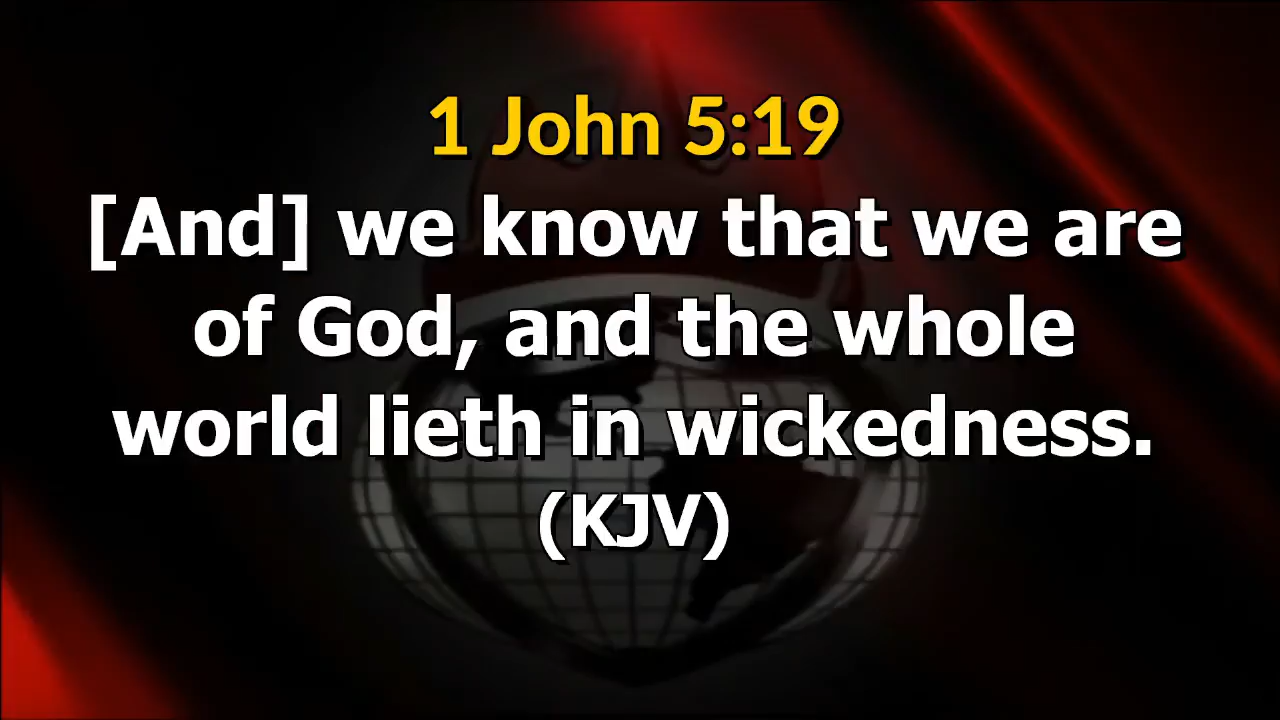 1 John 5:19
[And] we know that we are
of God, and the whole
world lieth in wickedness.
(KJV)